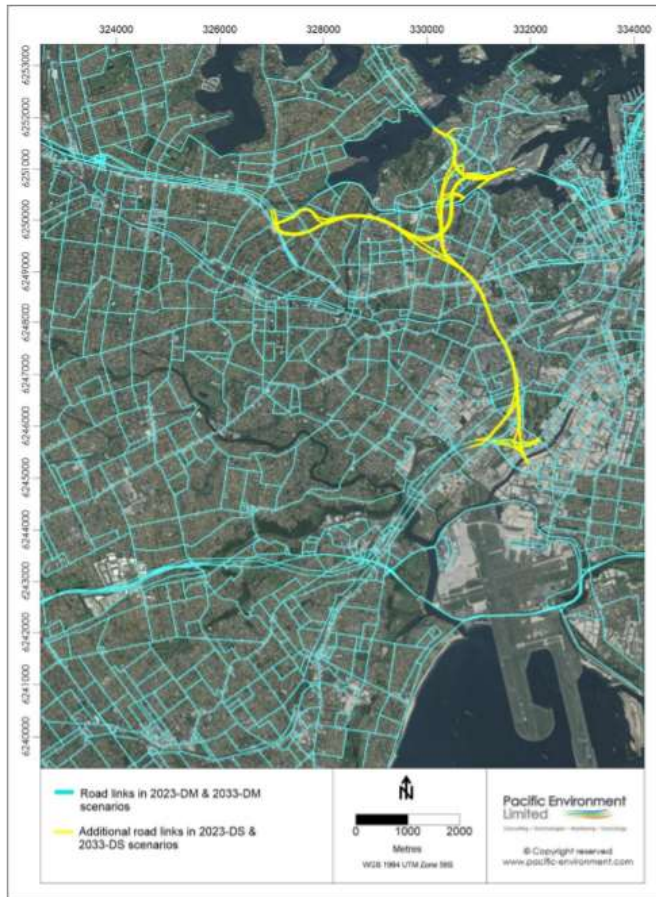 324000 326000 328000 330000 332000 334000
6253000
6252000
6251000
6250000
6249000
6248000
6247000
6246000
6245000
6244000
6243000
6242000
6241000
6240000
Road links in 2023-DM & 2033-DM
scenarios
Additional road links in 2023-DS &
2033-DS scenarios
N
0 1000 2000
Metres
WGS 1984 UTM Zone 56S
Pacific Environment
Limited
© Copyright reserved
www.pacific-environment.com